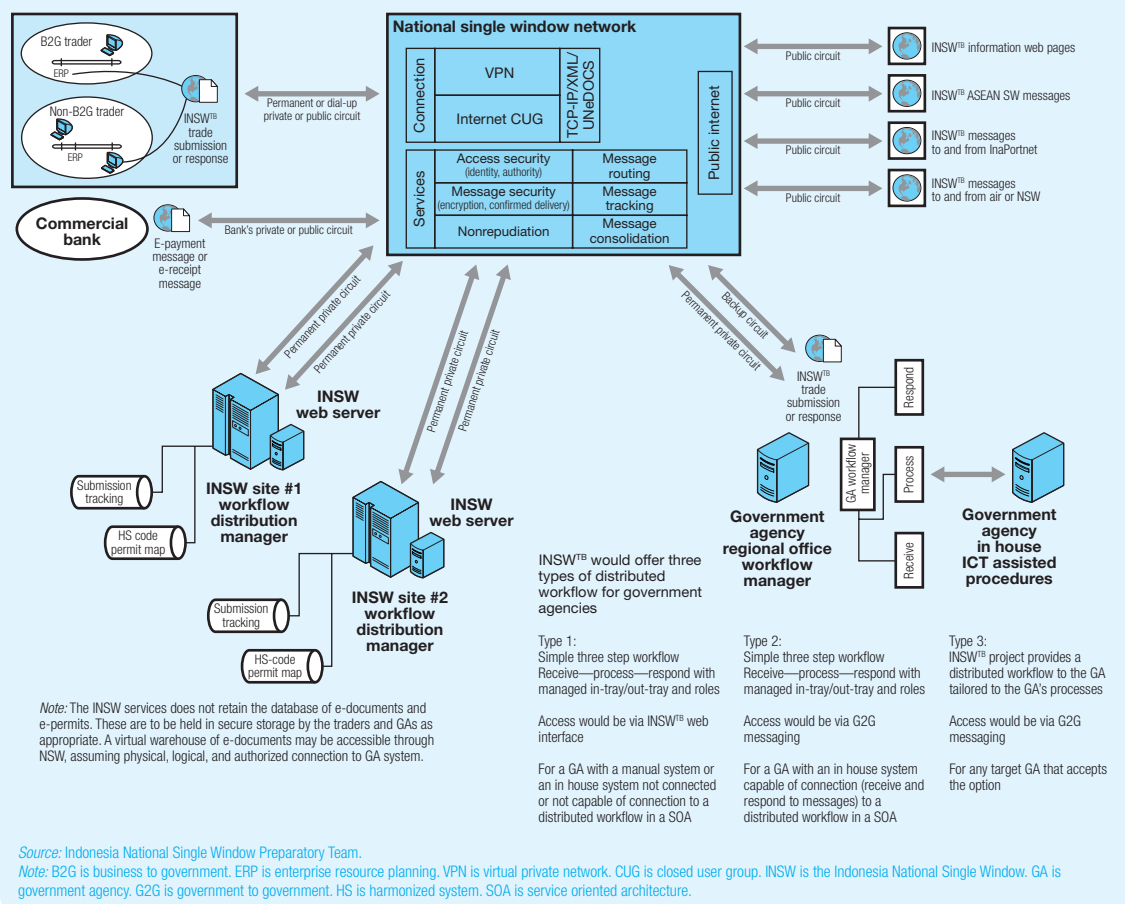 National single window network
B2G trader
ERP
Non-B2G trader
ERP
INSWᵀᴮ
trade
submission
or response
Permanent or dial-up
private or public circuit
Connection
VPN
Internet CUG
TCP-IP/XML/
UNeDOCS
Services
Access security
(identity, authority)
Message
routing
Message security
(encryption, confirmed delivery)
Message
tracking
Nonrepudiation
Message
consolidation
Public internet
Public circuit
INSWᵀᴮ information web pages
Public circuit
INSWᵀᴮ ASEAN SW messages
Public circuit
INSWᵀᴮ messages
to and from InaPortnet
Public circuit
INSWᵀᴮ messages
to and from air or NSW
Commercial
bank
E-payment
message or
e-receipt
message
Bank's private or public circuit
Permanent private circuit
Permanent private circuit
Permanent private circuit
Permanent private circuit
Backup circuit
Permanent private circuit
INSWᵀᴮ
trade
submission
or response
INSW
web server
INSW site #1
workflow
distribution
manager
Submission
tracking
HS code
permit map
INSW
web server
INSW site #2
workflow
distribution
manager
Submission
tracking
HS-code
permit map
Government
agency
regional office
workflow
manager
GA workflow
manager
Respond
Process
Receive
Government
agency
in house
ICT assisted
procedures
INSWᵀᴮ would offer three
types of distributed
workflow for government
agencies
Type 1:
Simple three step workflow
Receive—process—respond with
managed in-tray/out-tray and roles
Access would be via INSWᵀᴮ web
interface
For a GA with a manual system or
an in house system not connected
or not capable of connection to a
distributed workflow in a SOA
Type 2:
Simple three step workflow
Receive—process—respond with
managed in-tray/out-tray and roles
Access would be via G2G
messaging
For a GA with an in house system
capable of connection (receive and
respond to messages) to a
distributed workflow in a SOA
Type 3:
INSWᵀᴮ project provides a
distributed workflow to the GA
tailored to the GA's processes
Access would be via G2G
messaging
For any target GA that accepts
the option
Note: The INSW services does not retain the database of e-documents and
e-permits. These are to be held in secure storage by the traders and GAs as
appropriate. A virtual warehouse of e-documents may be accessible through
NSW, assuming physical, logical, and authorized connection to GA system.
Source: Indonesia National Single Window Preparatory Team.
Note: B2G is business to government. ERP is enterprise resource planning. VPN is virtual private network. CUG is closed user group. INSW is the Indonesia National Single Window. GA is
government agency. G2G is government to government. HS is harmonized system. SOA is service oriented architecture.